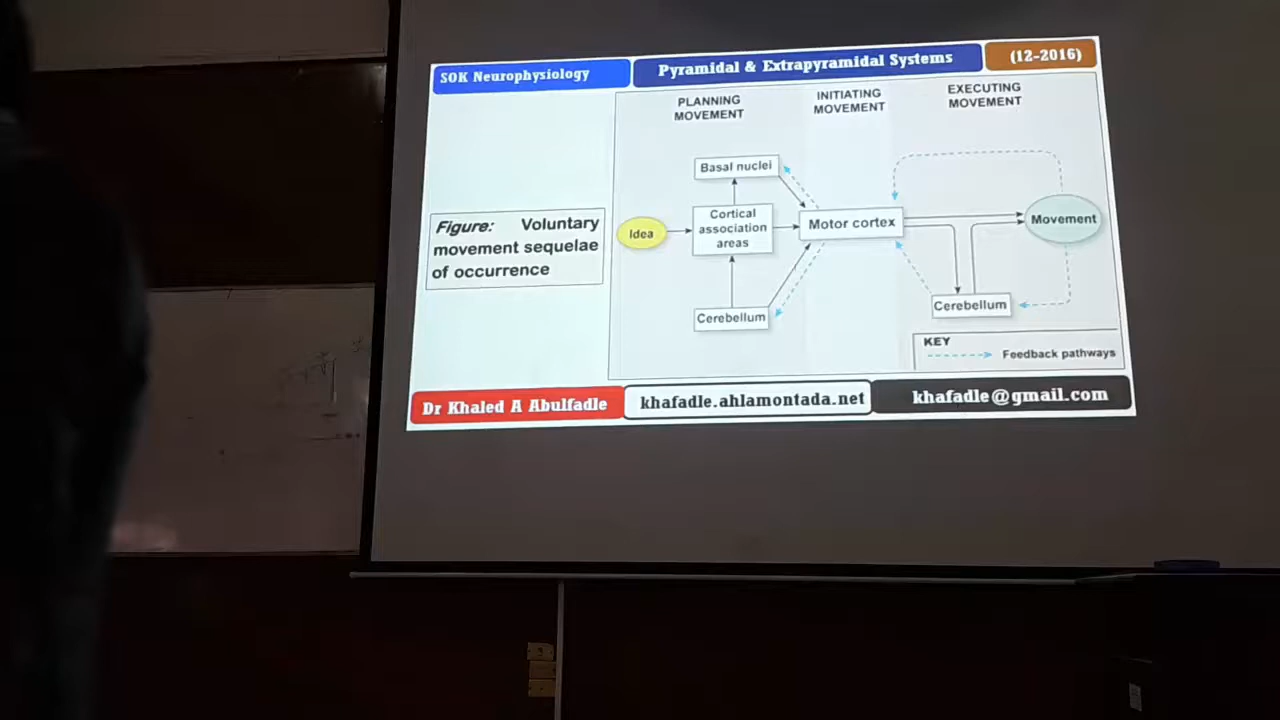 SOK Neurophysiology
Pyramidal & Extrapyramidal Systems
(12-2016)
PLANNING
MOVEMENT
INITIATING
MOVEMENT
EXECUTING
MOVEMENT
Basal nuclei
Figure: Voluntary
movement sequelae
of occurrence
Idea
Cortical
association
areas
Motor cortex
Movement
Cerebellum
Cerebellum
KEY
Feedback pathways
Dr Khaled A Abulfadle
khafadle.ahlamontada.net
khafadle@gmail.com